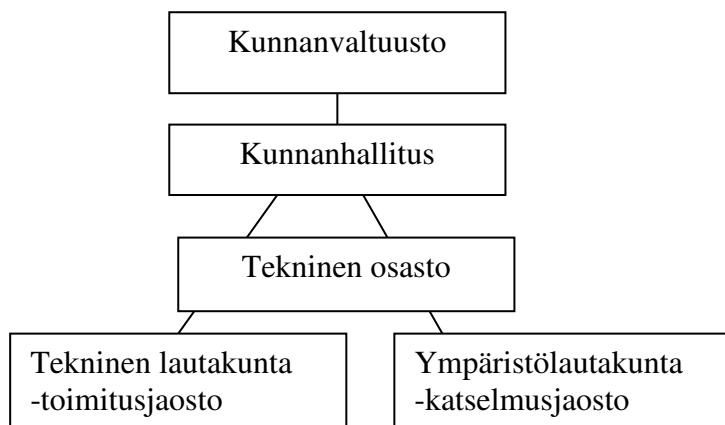 Kunnanvaltuusto
Kunnanhallitus
Tekninen osasto
Tekninen lautakunta
-toimitusjaosto
Ympäristölautakunta
-katselmusjaosto